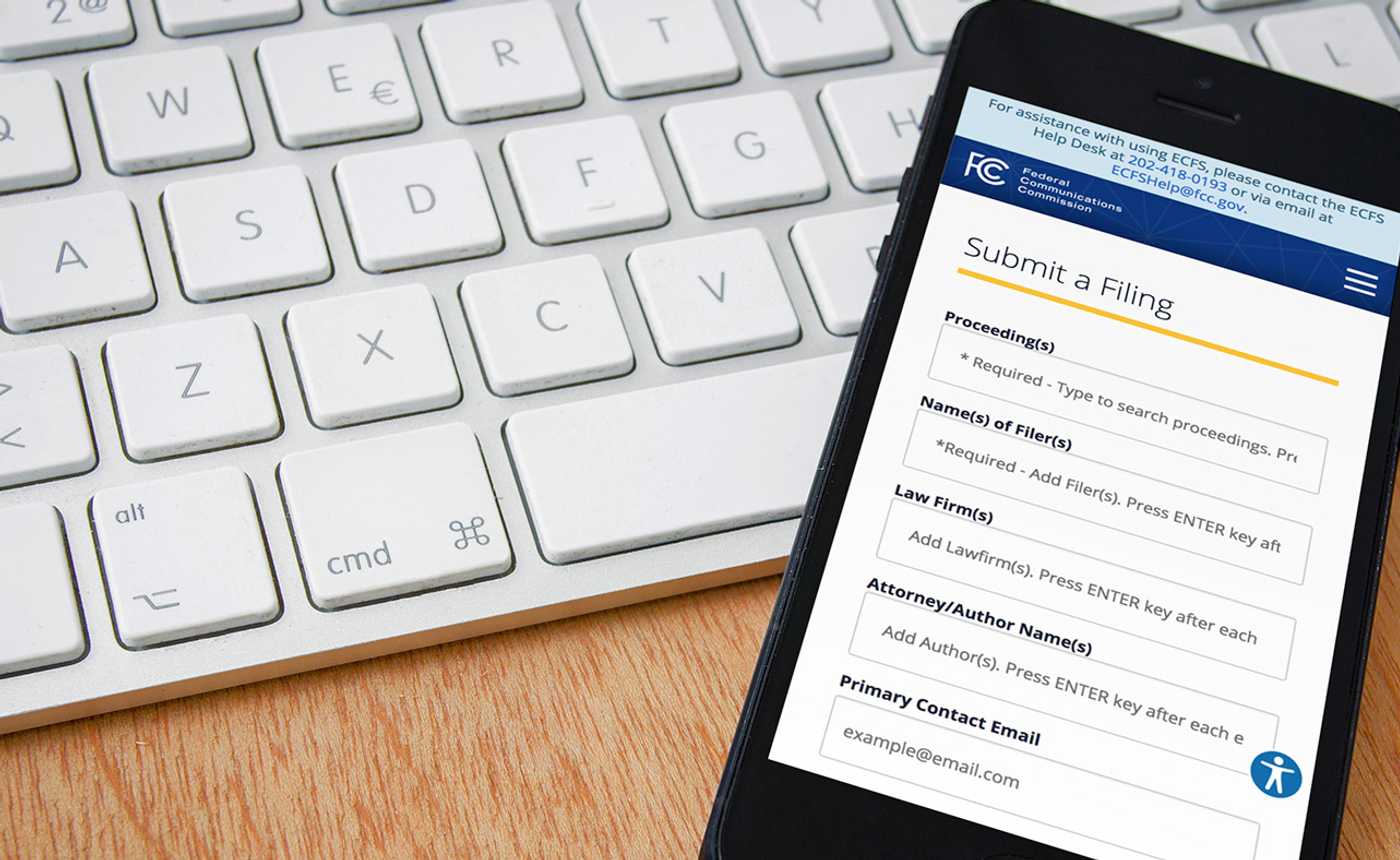 2 @
W
E
€
R
T
Y
L
Q
A
S
D
F
G
H
>
<
Z
X
C
V
alt
cmd ⌘
For assistance with using ECFS, please contact the ECFS
Help Desk at 202-418-0193 or via email at
ECFSHelp@fcc.gov.
FCC
Federal
Communications
Commission
Submit a Filing
Proceeding(s)
* Required - Type to search proceedings.
Name(s) of Filer(s)
*Required - Add Filer(s). Press ENTER key aft
Law Firm(s)
Add Lawfirm(s). Press ENTER key after each
Attorney/Author Name(s)
Add Author(s). Press ENTER key after each e
Primary Contact Email
example@email.com